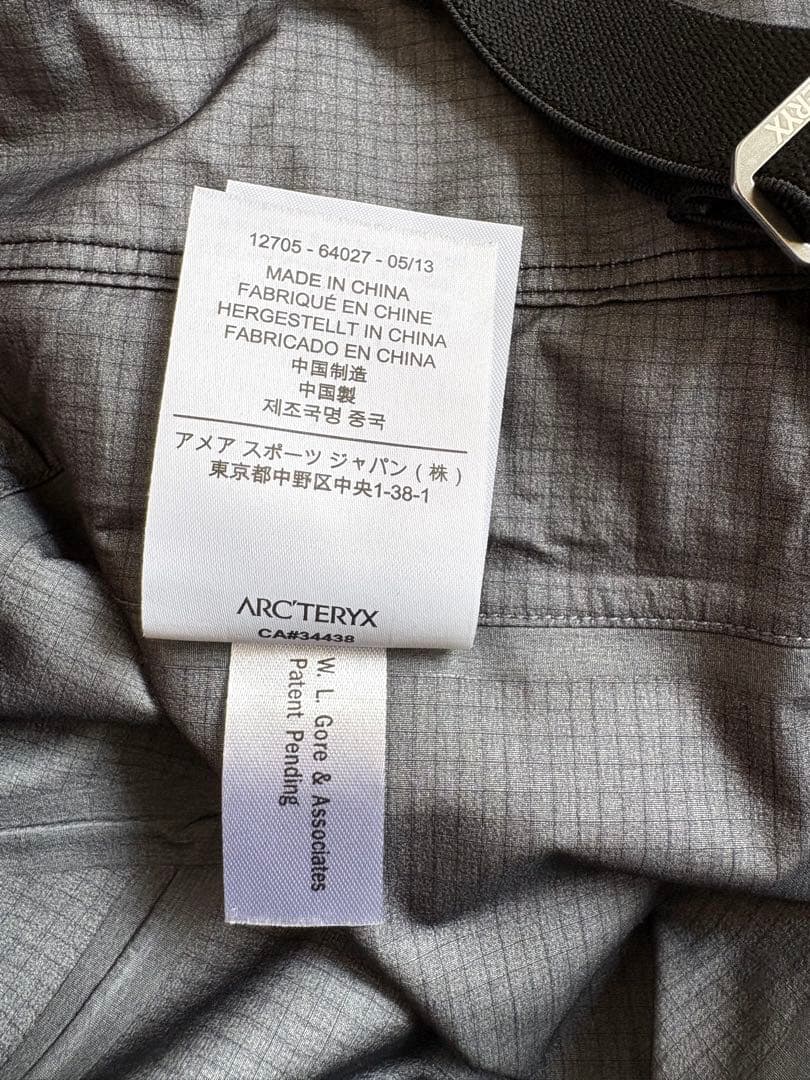 12705 - 64027 - 05/13
MADE IN CHINA
FABRIQUÉ EN CHINE
HERGESTELLT IN CHINA
FABRICADO EN CHINA
中国制造
中国製
제조국명 중국
アメア スポーツ ジャパン ( 株 )
東京都中野区中央1-38-1
ARC'TERYX
CA#34438
W. L. Gore & Associates
Patent Pending